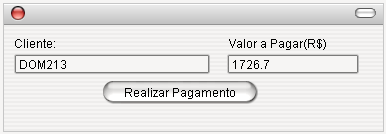 Cliente: Valor a Pagar(R$)
DOM213 1726.7
Realizar Pagamento